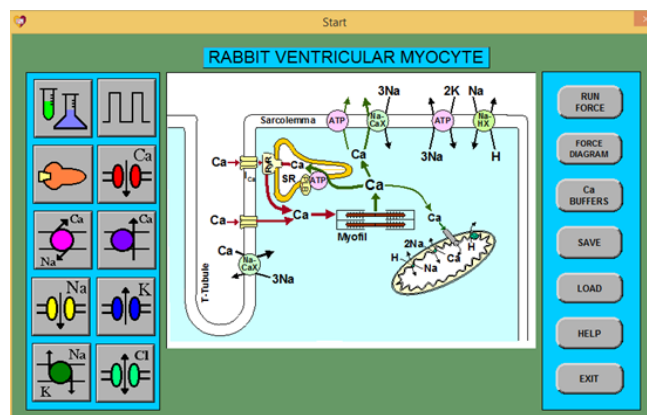 Start
RABBIT VENTRICULAR MYOCYTE
Ca
Ca
Na
Ca
Na
K
Na
K
Cl
Sarcolemma
ATP
Na-
CaX
3Na
ATP
2K
3Na
Na
Na-
HX
H
Ca
Ca
ICa
RyR
Ca
SR
ATP
Ca
Ca
Ca
Ca
Myofil
Ca
Na-
CaX
3Na
T-Tubule
Ca
H
2Na
Na
Ca
H
RUN
FORCE
FORCE
DIAGRAM
Ca
BUFFERS
SAVE
LOAD
HELP
EXIT